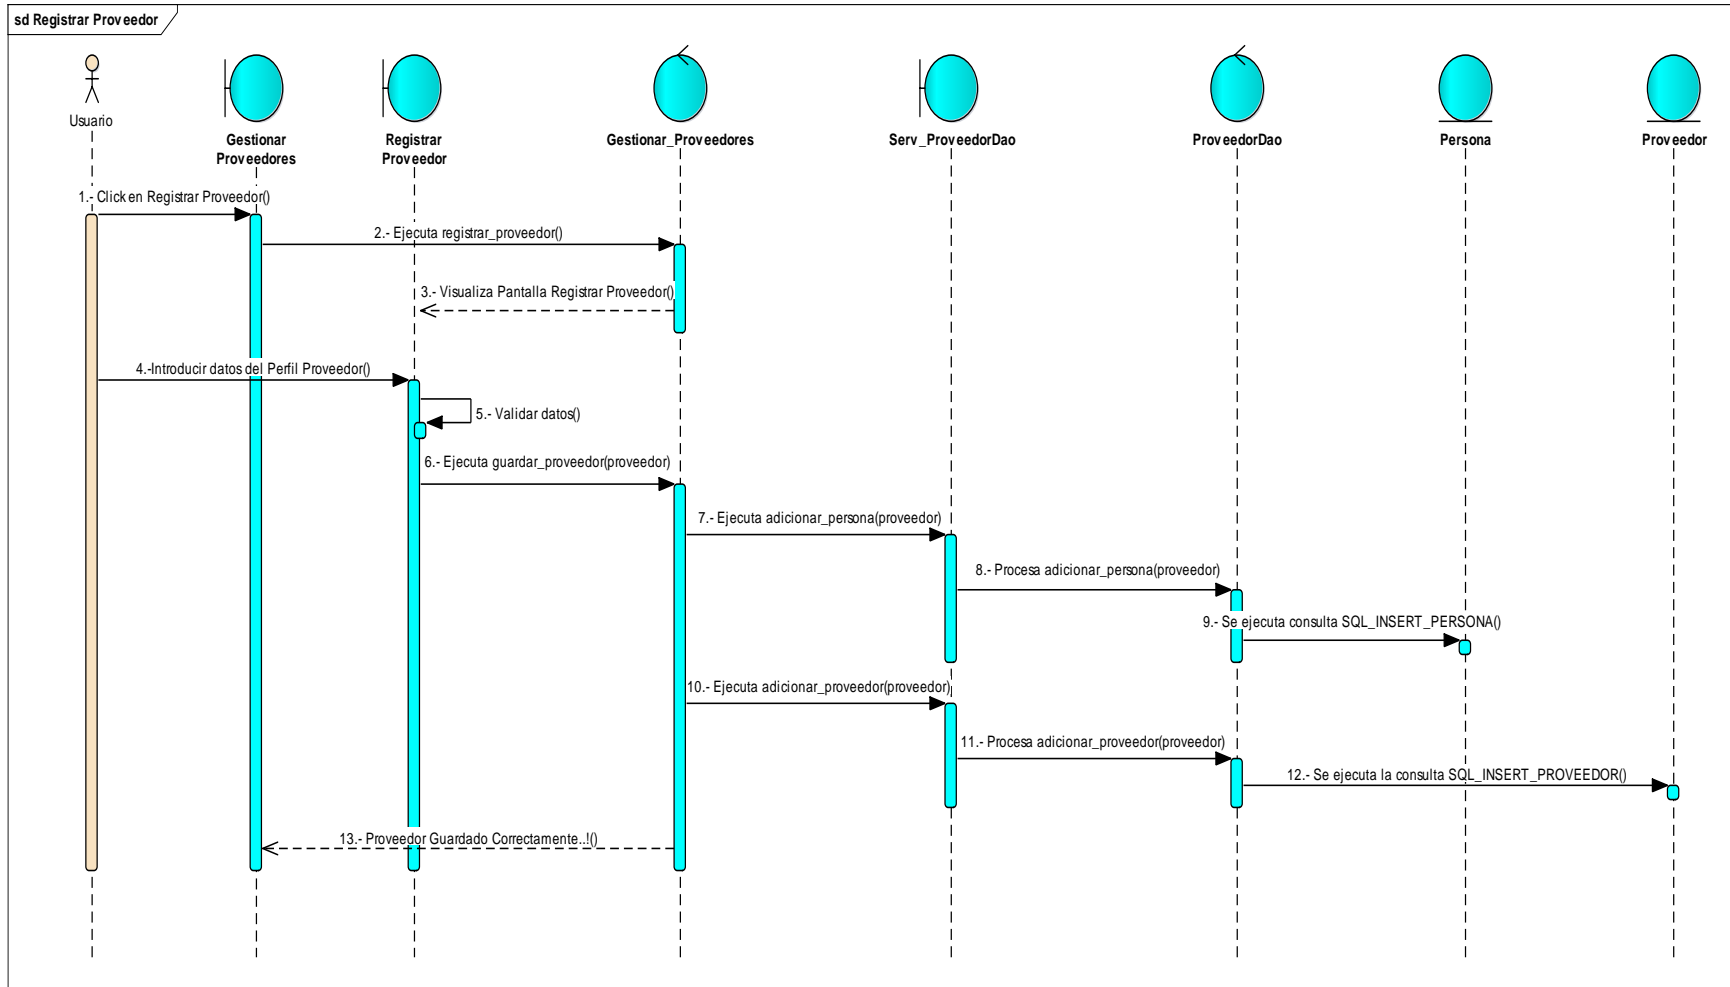 sd Registrar Proveedor
Usuario
Gestionar
Proveedores
Registrar
Proveedor
Gestionar_Proveedores
Serv_ProveedorDao
ProveedorDao
Persona
Proveedor
1.- Click en Registrar Proveedor()
2.- Ejecuta registrar_proveedor()
3.- Visualiza Pantalla Registrar Proveedor()
4.-Introducir datos del Perfil Proveedor()
5.- Validar datos()
6.- Ejecuta guardar_proveedor(proveedor)
7.- Ejecuta adicionar_persona(proveedor)
8.- Procesa adicionar_persona(proveedor)
9.- Se ejecuta consulta SQL_INSERT_PERSONA()
10.- Ejecuta adicionar_proveedor(proveedor)
11.- Procesa adicionar_proveedor(proveedor)
12.- Se ejecuta la consulta SQL_INSERT_PROVEEDOR()
13.- Proveedor Guardado Correctamente..!()